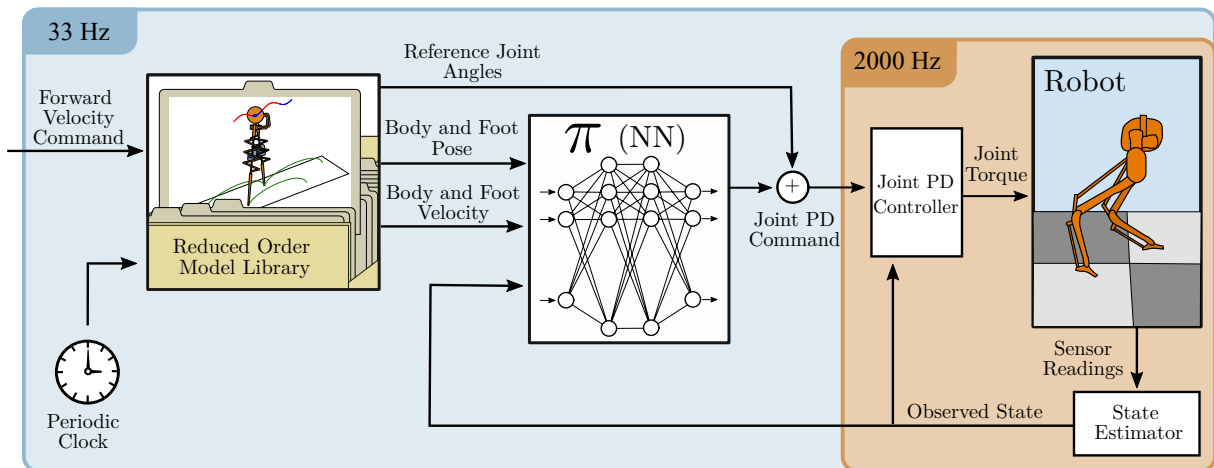 33 Hz
2000 Hz
Reference Joint
Angles
Forward
Velocity
Command
Body and Foot
Pose
Body and Foot
Velocity
Reduced Order
Model Library
Periodic
Clock
π (NN)
+
Joint PD
Command
Joint PD
Controller
Joint
Torque
Robot
Sensor
Readings
State
Estimator
Observed State